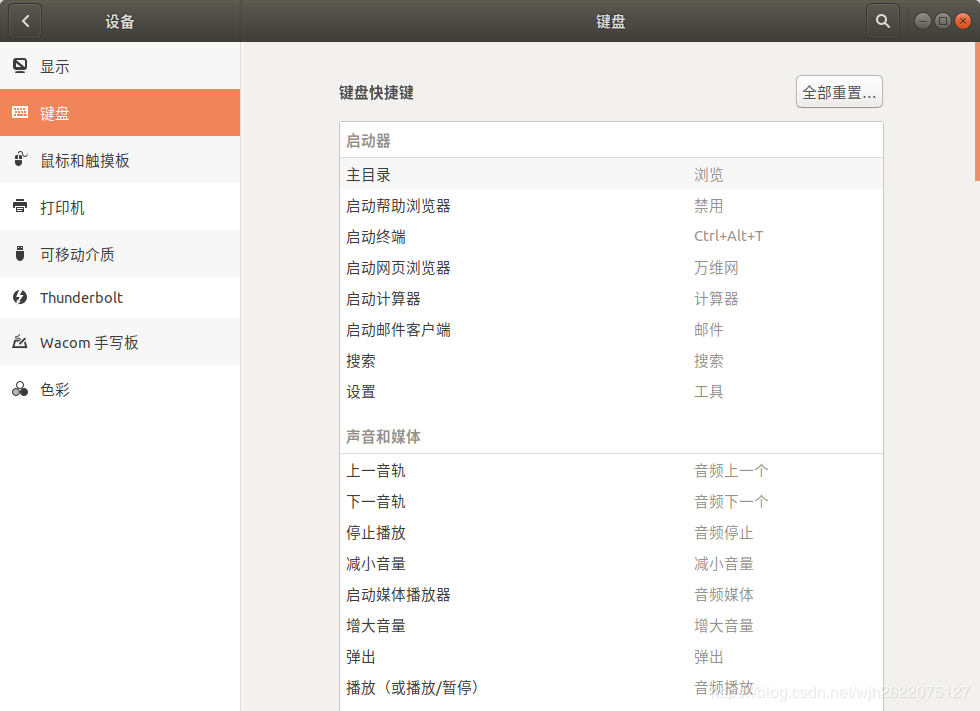 设备
键盘
显示
键盘
鼠标和触摸板
打印机
可移动介质
Thunderbolt
Wacom 手写板
色彩
键盘快捷键
全部重置...
启动器
主目录 浏览
启动帮助浏览器 禁用
启动终端 Ctrl+Alt+T
启动网页浏览器 万维网
启动计算器 计算器
启动邮件客户端 邮件
搜索 搜索
设置 工具
声音和媒体
上一音轨 音频上一个
下一音轨 音频下一个
停止播放 音频停止
减小音量 减小音量
启动媒体播放器 音频媒体
增大音量 增大音量
弹出 弹出
播放（或播放/暂停） 音频播放
https://blog.csdn.net/wjh2622075127